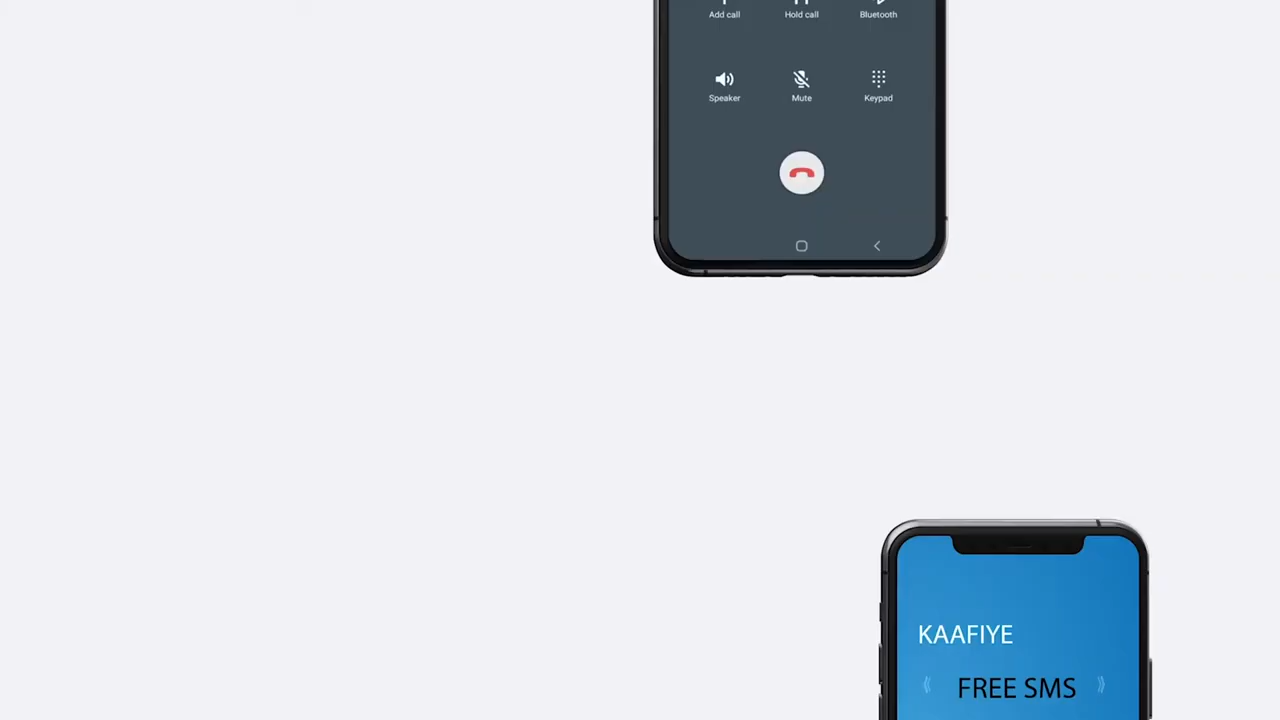 Add call Hold call Bluetooth
Speaker Mute Keypad
KAAFIYE
FREE SMS